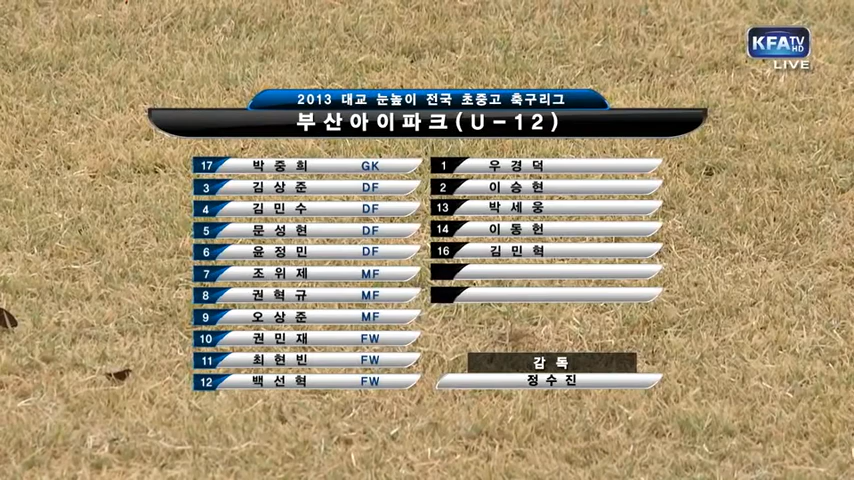 KFATV HD
LIVE
2013 대교 눈높이 전국 초중고 축구리그
부산아이파크(U-12)
17 박중희 GK
3 김상준 DF
4 김민수 DF
5 문성현 DF
6 윤정민 DF
7 조위제 MF
8 권혁규 MF
9 오상준 MF
10 권민재 FW
11 최현빈 FW
12 백선혁 FW
1 우경덕
2 이승현
13 박세웅
14 이동헌
16 김민혁
감독
정수진